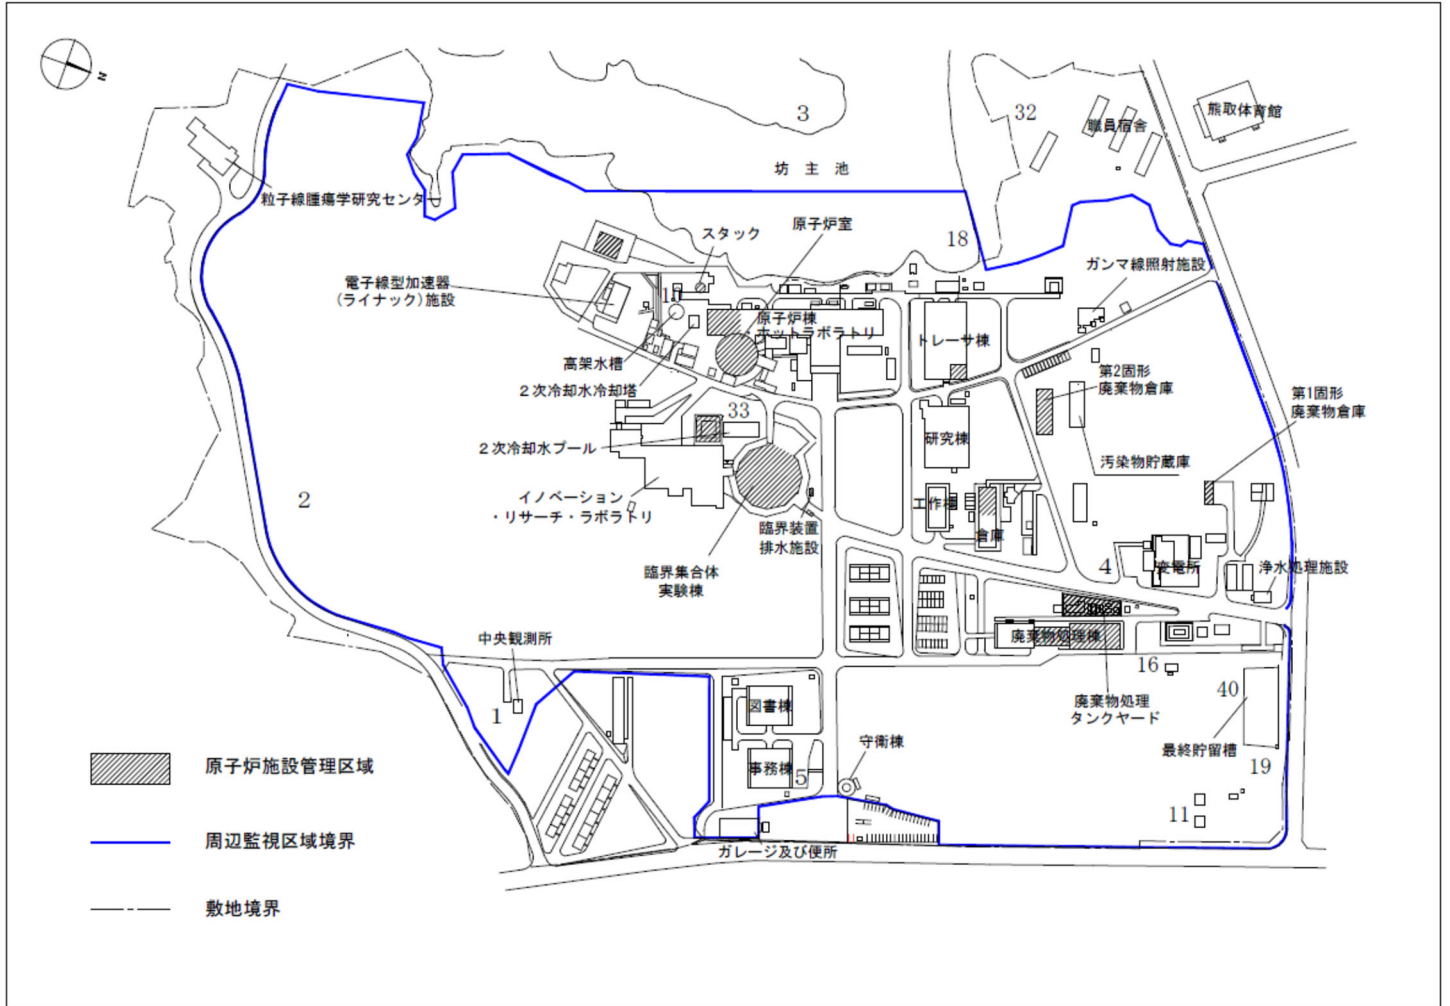 N
3
32
職員宿舎
熊取体育館
坊 主 池
粒子線腫瘍学研究センター
スタック
原子炉室
18
ガンマ線照射施設
電子線型加速器
(ライナック)施設
原子炉棟
ホットラボラトリ
トレーサ棟
高架水槽
２次冷却水冷却塔
第2固形
廃棄物倉庫
第1固形
廃棄物倉庫
33
２次冷却水プール
研究棟
汚染物貯蔵庫
2
イノベーション
・リサーチ・ラボラトリ
工作棟
倉庫
臨界装置
排水施設
臨界集合体
実験棟
4
変電所
浄水処理施設
中央観測所
廃棄物処理棟
16
40
1
図書棟
廃棄物処理
タンクヤード
守衛棟
最終貯留槽
事務棟
5
19
11
ガレージ及び便所
原子炉施設管理区域
周辺監視区域境界
敷地境界